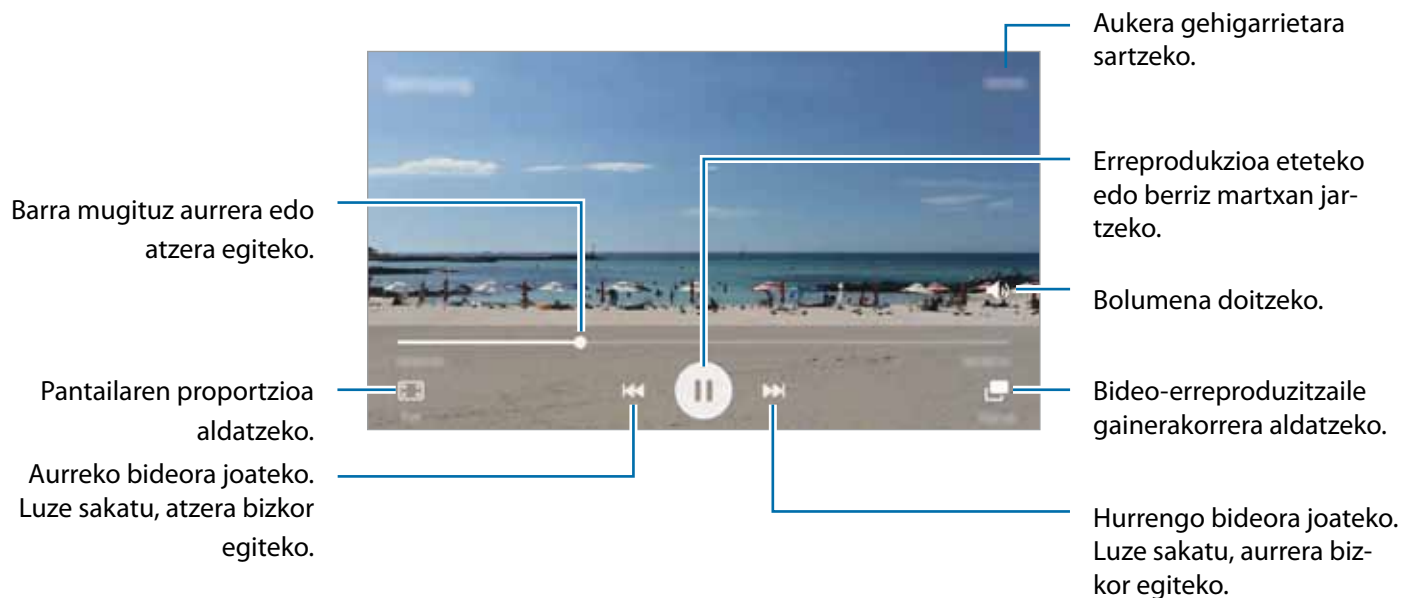 Aukera gehigarrietara
sartzeko.
Erreprodukzioa eteteko
edo berriz martxan jar-
tzeko.
Barra mugituz aurrera edo
atzera egiteko.
Bolumena doitzeko.
Pantailaren proportzioa
aldatzeko.
Bideo-erreproduzitzaile
gainerakorrera aldatzeko.
Aurreko bideora joateko.
Luze sakatu, atzera bizkor
egiteko.
Hurrengo bideora joateko.
Luze sakatu, aurrera biz-
kor egiteko.